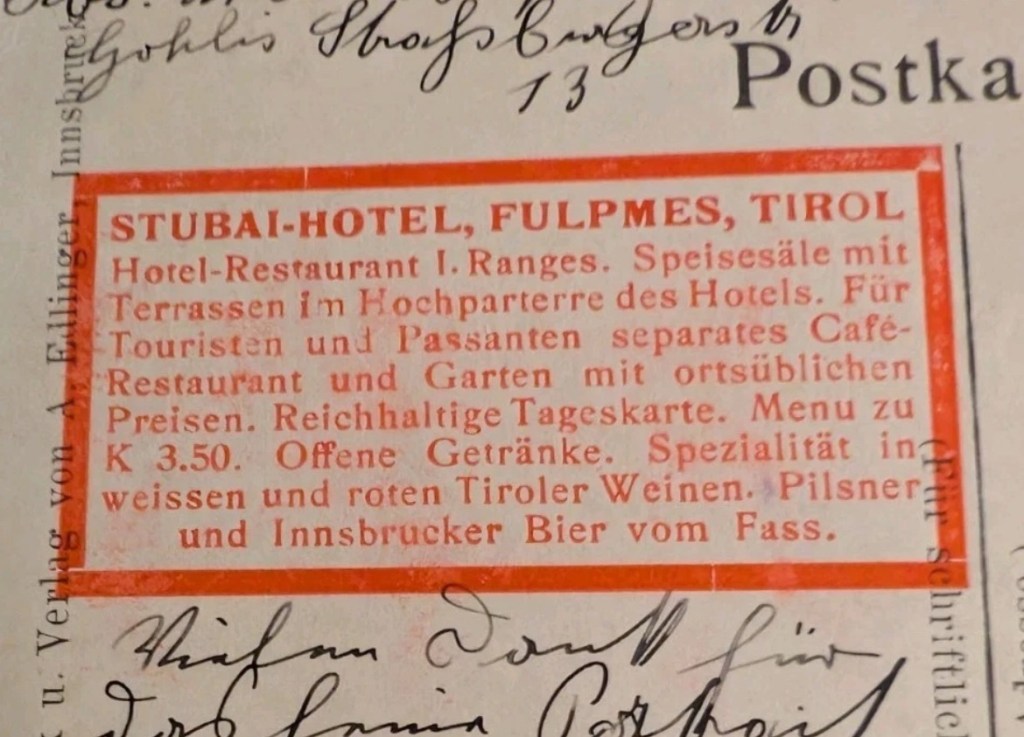 Gohlis Straßburgerstr
13
Postka
STUBAI-HOTEL, FULPMES, TIROL
Hotel-Restaurant I. Ranges. Speisesäle mit
Terrassen im Hochparterre des Hotels. Für
Touristen und Passanten separates Café-
Restaurant und Garten mit ortsüblichen
Preisen. Reichhaltige Tageskarte. Menu zu
K 3.50. Offene Getränke. Spezialität in
weissen und roten Tiroler Weinen. Pilsner
und Innsbrucker Bier vom Fass.
u. Verlag von A. Edlinger, Innsbruck
(Für schriftlic
Vielen Dank für